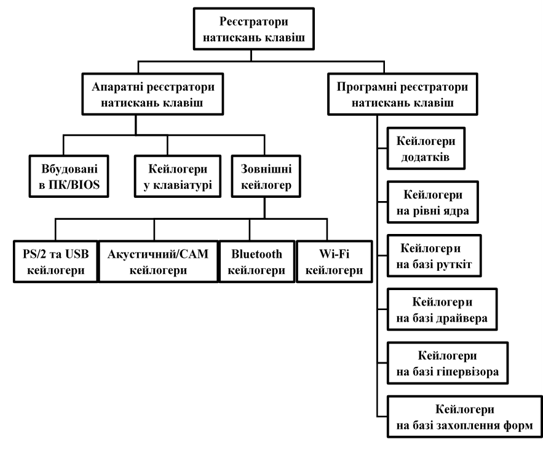 Реєстратори
натискань клавіш
Апаратні реєстратори
натискань клавіш
Програмні реєстратори
натискань клавіш
Вбудовані
в ПК/BIOS
Кейлогери
у клавіатурі
Зовнішні
кейлогер
PS/2 та USB
кейлогери
Акустичний/CAM
кейлогери
Bluetooth
кейлогери
Wi-Fi
кейлогери
Кейлогери
додатків
Кейлогери
на рівні ядра
Кейлогери
на базі руткіт
Кейлогери
на базі драйвера
Кейлогери
на базі гіпервізора
Кейлогери
на базі захоплення форм